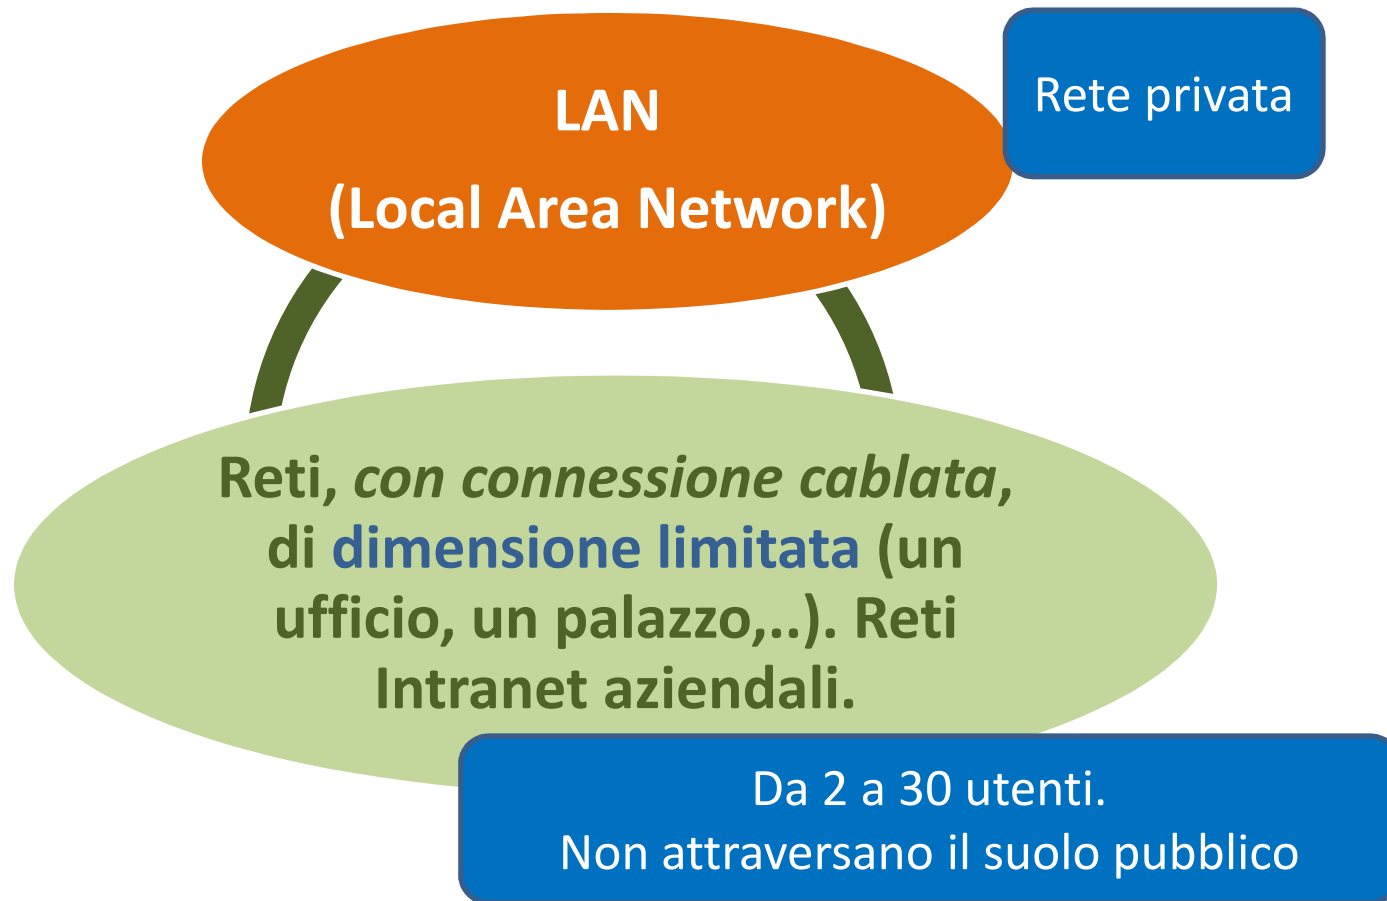 LAN
(Local Area Network)
Rete privata
Reti, con connessione cablata,
di dimensione limitata (un
ufficio, un palazzo,..). Reti
Intranet aziendali.
Da 2 a 30 utenti.
Non attraversano il suolo pubblico